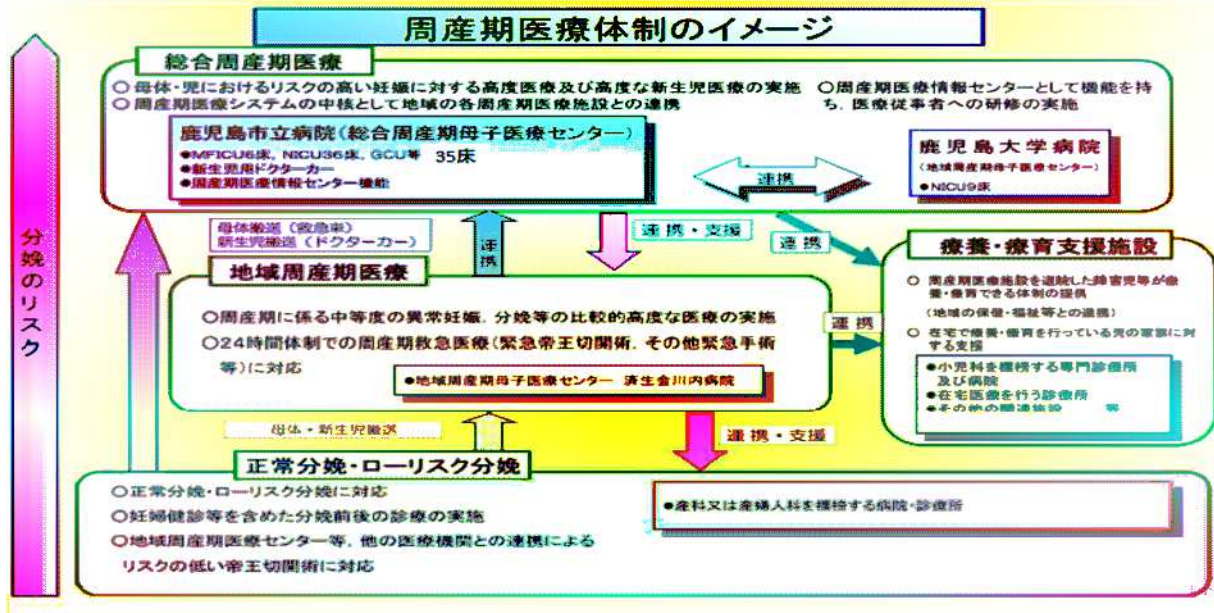 周産期医療体制のイメージ
分娩のリスク
総合周産期医療
○母体・児におけるリスクの高い妊娠に対する高度医療及び高度な新生児医療の実施
○周産期医療システムの中核として地域の各周産期医療施設との連携
○周産期医療情報センターとして機能を持
ち，医療従事者への研修の実施
鹿児島市立病院（総合周産期母子医療センター）
●MFICU6床，NICU36床，GCU等 35床
●新生児用ドクターカー
●周産期医療情報センター機能
連携
鹿児島大学病院
（地域周産期母子医療センター）
●NICU9床
母体搬送（救急車）
新生児搬送（ドクターカー）
連携
連携・支援
連携
地域周産期医療
○周産期に係る中等度の異常妊娠，分娩等の比較的高度な医療の実施
○24時間体制での周産期救急医療（緊急帝王切開術，その他緊急手術
等）に対応
●地域周産期母子医療センター 済生会川内病院
連携
療養・療育支援施設
○ 周産期医療施設を退院した障害児等が療
養・療育できる体制の提供
（地域の保健・福祉等との連携）
○ 在宅で療養・療育を行っている児の家族に対
する支援
●小児科を標榜する専門診療所
及び病院
●在宅医療を行う診療所
●その他の関連施設 等
母体・新生児搬送
連携・支援
正常分娩・ローリスク分娩
○正常分娩・ローリスク分娩に対応
○妊婦健診等を含めた分娩前後の診療の実施
○地域周産期医療センター等，他の医療機関との連携による
リスクの低い帝王切開術に対応
●産科又は産婦人科を標榜する病院・診療所